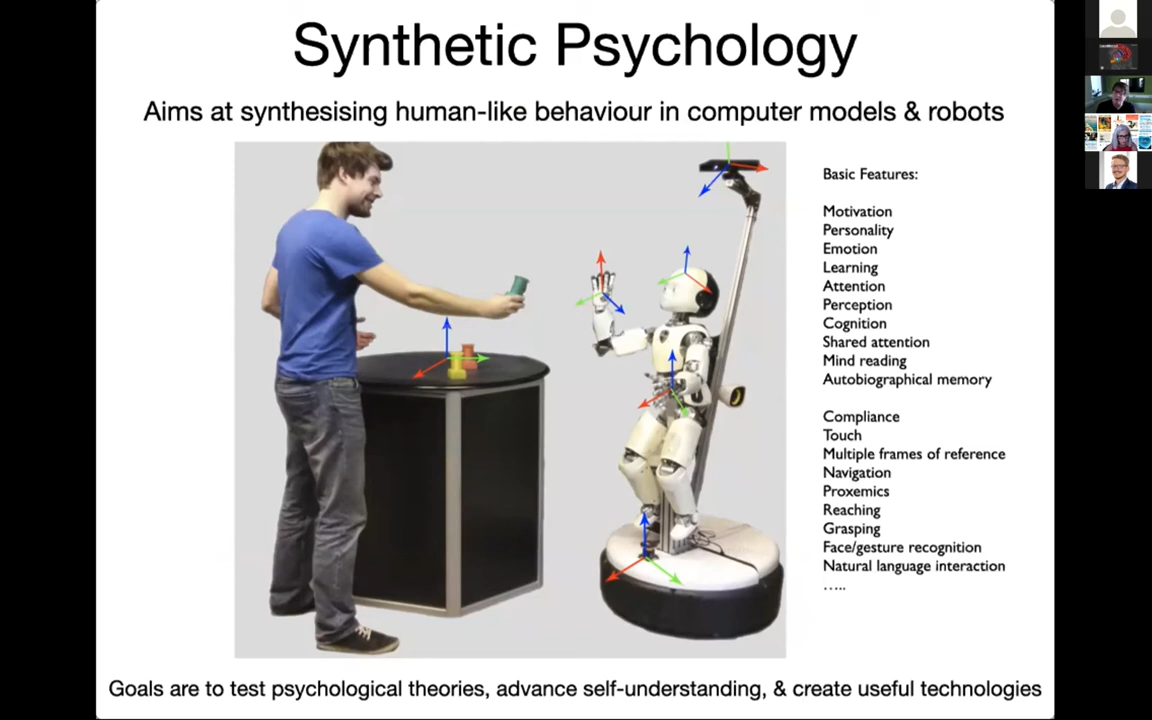 Synthetic Psychology
Aims at synthesising human-like behaviour in computer models & robots
Basic Features:
Motivation
Personality
Emotion
Learning
Attention
Perception
Cognition
Shared attention
Mind reading
Autobiographical memory
Compliance
Touch
Multiple frames of reference
Navigation
Proxemics
Reaching
Grasping
Face/gesture recognition
Natural language interaction
.....
Goals are to test psychological theories, advance self-understanding, & create useful technologies